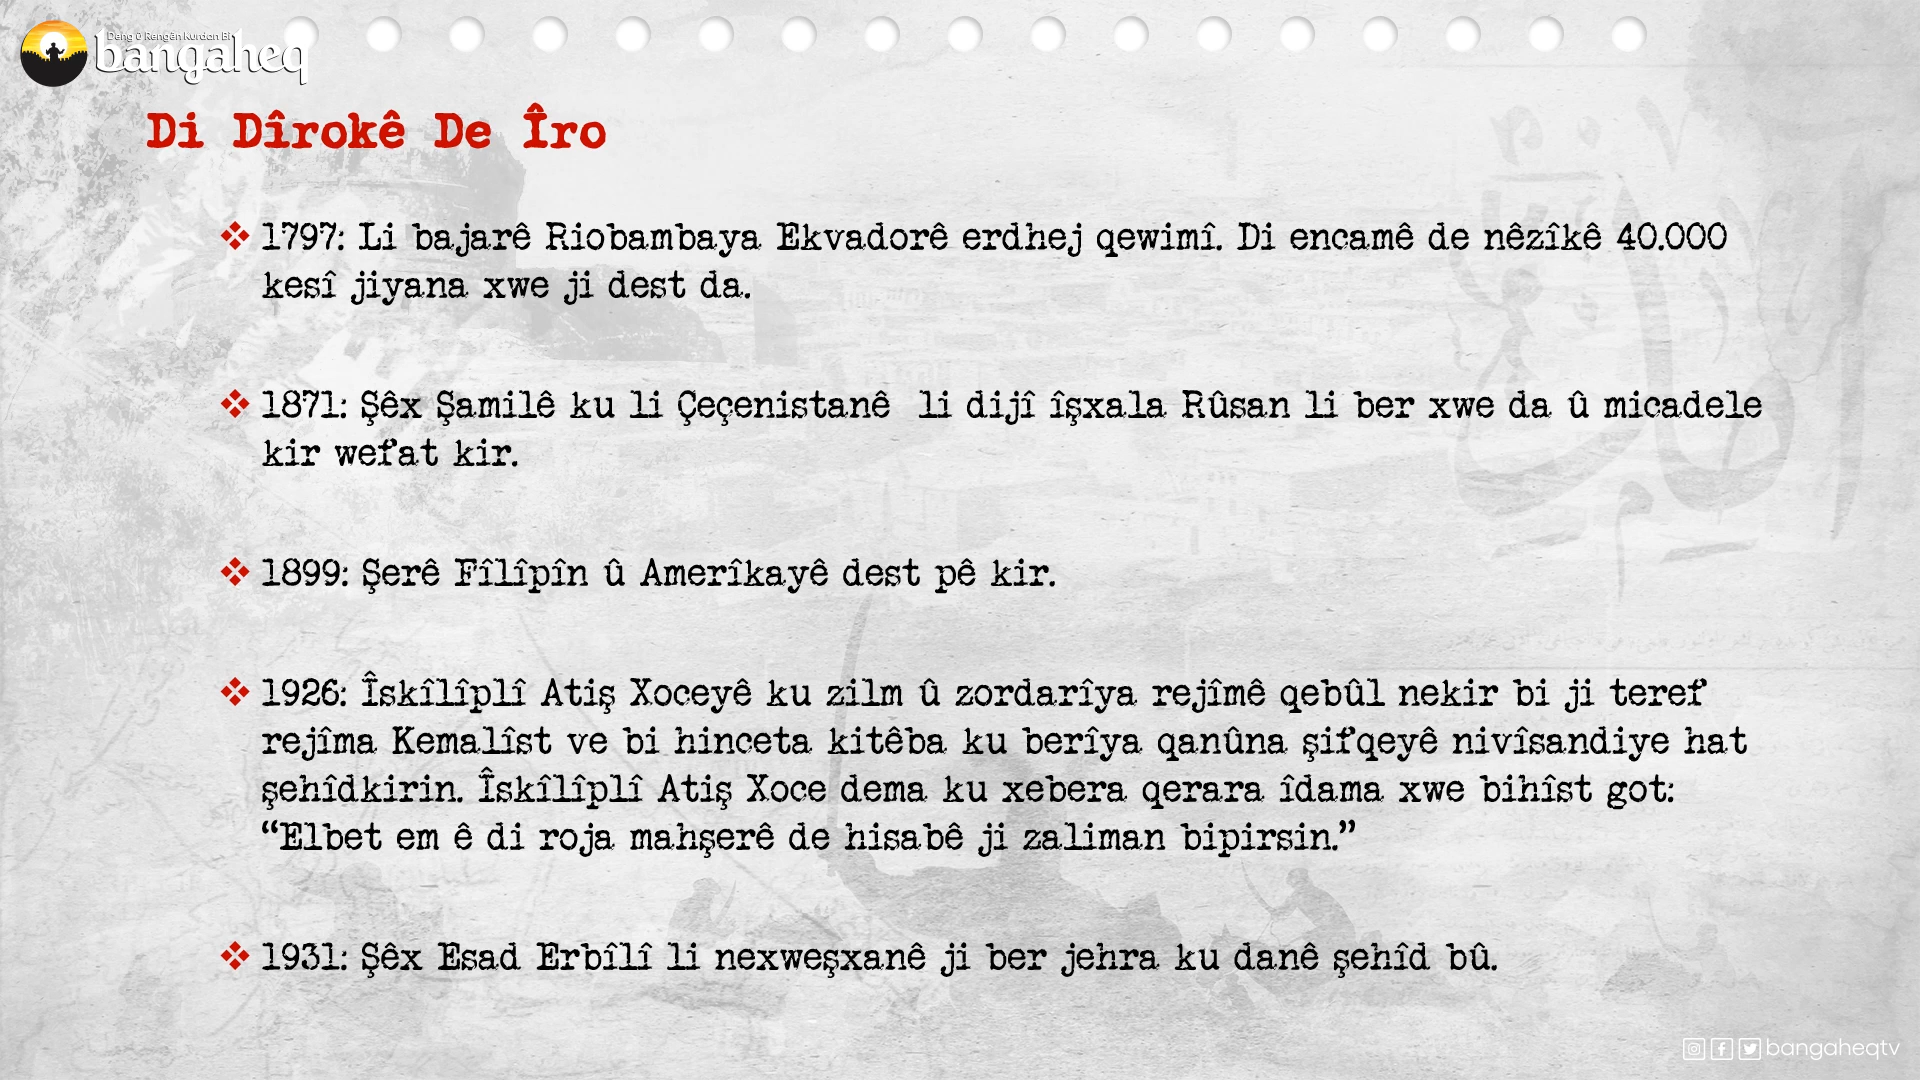 Deng û Rengên Kurdan Bi
bangaheq
Di Dîrokê De Îro
❖ 1797: Li bajarê Riobambaya Ekvadorê erdhej qewimî. Di encamê de nêzîkê 40.000
kesî jiyana xwe ji dest da.
❖ 1871: Şêx Şamilê ku li Çeçenistanê li dijî îşxala Rûsan li ber xwe da û micadele
kir wefat kir.
❖ 1899: Şerê Fîlîpîn û Amerîkayê dest pê kir.
❖ 1926: Îskîlîplî Atiş Xoceyê ku zilm û zordarîya rejîmê qebûl nekir bi ji teref
rejîma Kemalîst ve bi hinceta kitêba ku berîya qanûna şifqeyê nivîsandiye hat
şehîdkirin. Îskîlîplî Atiş Xoce dema ku xebera qerara îdama xwe bihîst got:
“Elbet em ê di roja mahşerê de hisabê ji zaliman bipirsin.”
❖ 1931: Şêx Esad Erbîlî li nexweşxanê ji ber jehra ku danê şehîd bû.
bangaheqtv